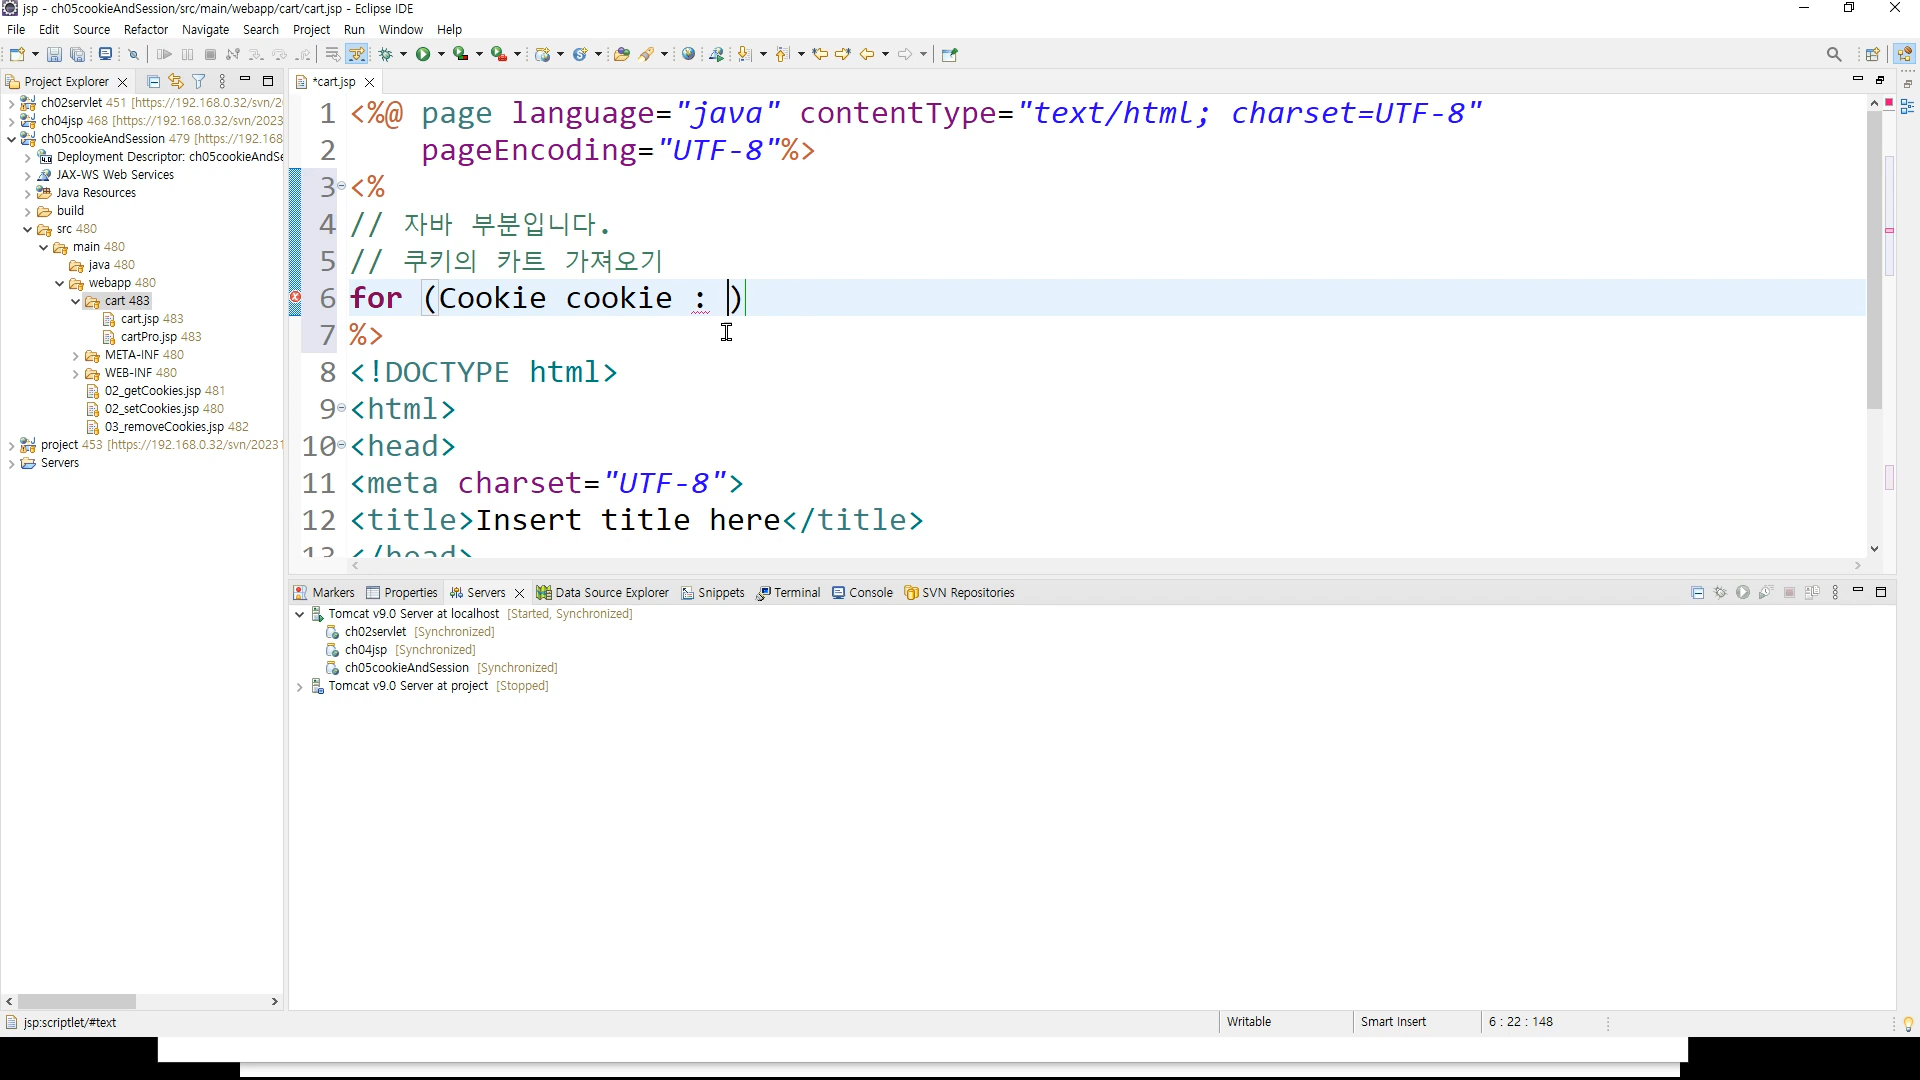 jsp - ch05cookieAndSession/src/main/webapp/cart/cart.jsp - Eclipse IDE
File Edit Source Refactor Navigate Search Project Run Window Help
Project Explorer
ch02servlet 451 [https://192.168.0.32/svn/2
ch04jsp 468 [https://192.168.0.32/svn/2023
ch05cookieAndSession 479 [https://192.168
Deployment Descriptor: ch05cookieAndSe
JAX-WS Web Services
Java Resources
build
src 480
main 480
java 480
webapp 480
cart 483
cart.jsp 483
cartPro.jsp 483
META-INF 480
WEB-INF 480
02_getCookies.jsp 481
02_setCookies.jsp 480
03_removeCookies.jsp 482
project 453 [https://192.168.0.32/svn/20231
Servers
*cart.jsp
1 <%@ page language="java" contentType="text/html; charset=UTF-8"
2 pageEncoding="UTF-8"%>
3 <%
4 // 자바 부분입니다.
5 // 쿠키의 카트 가져오기
6 for (Cookie cookie : )
7 %>
8 <!DOCTYPE html>
9 <html>
10 <head>
11 <meta charset="UTF-8">
12 <title>Insert title here</title>
13 </head>
Markers Properties Servers Data Source Explorer Snippets Terminal Console SVN Repositories
Tomcat v9.0 Server at localhost [Started, Synchronized]
ch02servlet [Synchronized]
ch04jsp [Synchronized]
ch05cookieAndSession [Synchronized]
Tomcat v9.0 Server at project [Stopped]
jsp:scriptlet/#text Writable Smart Insert 6 : 22 : 148